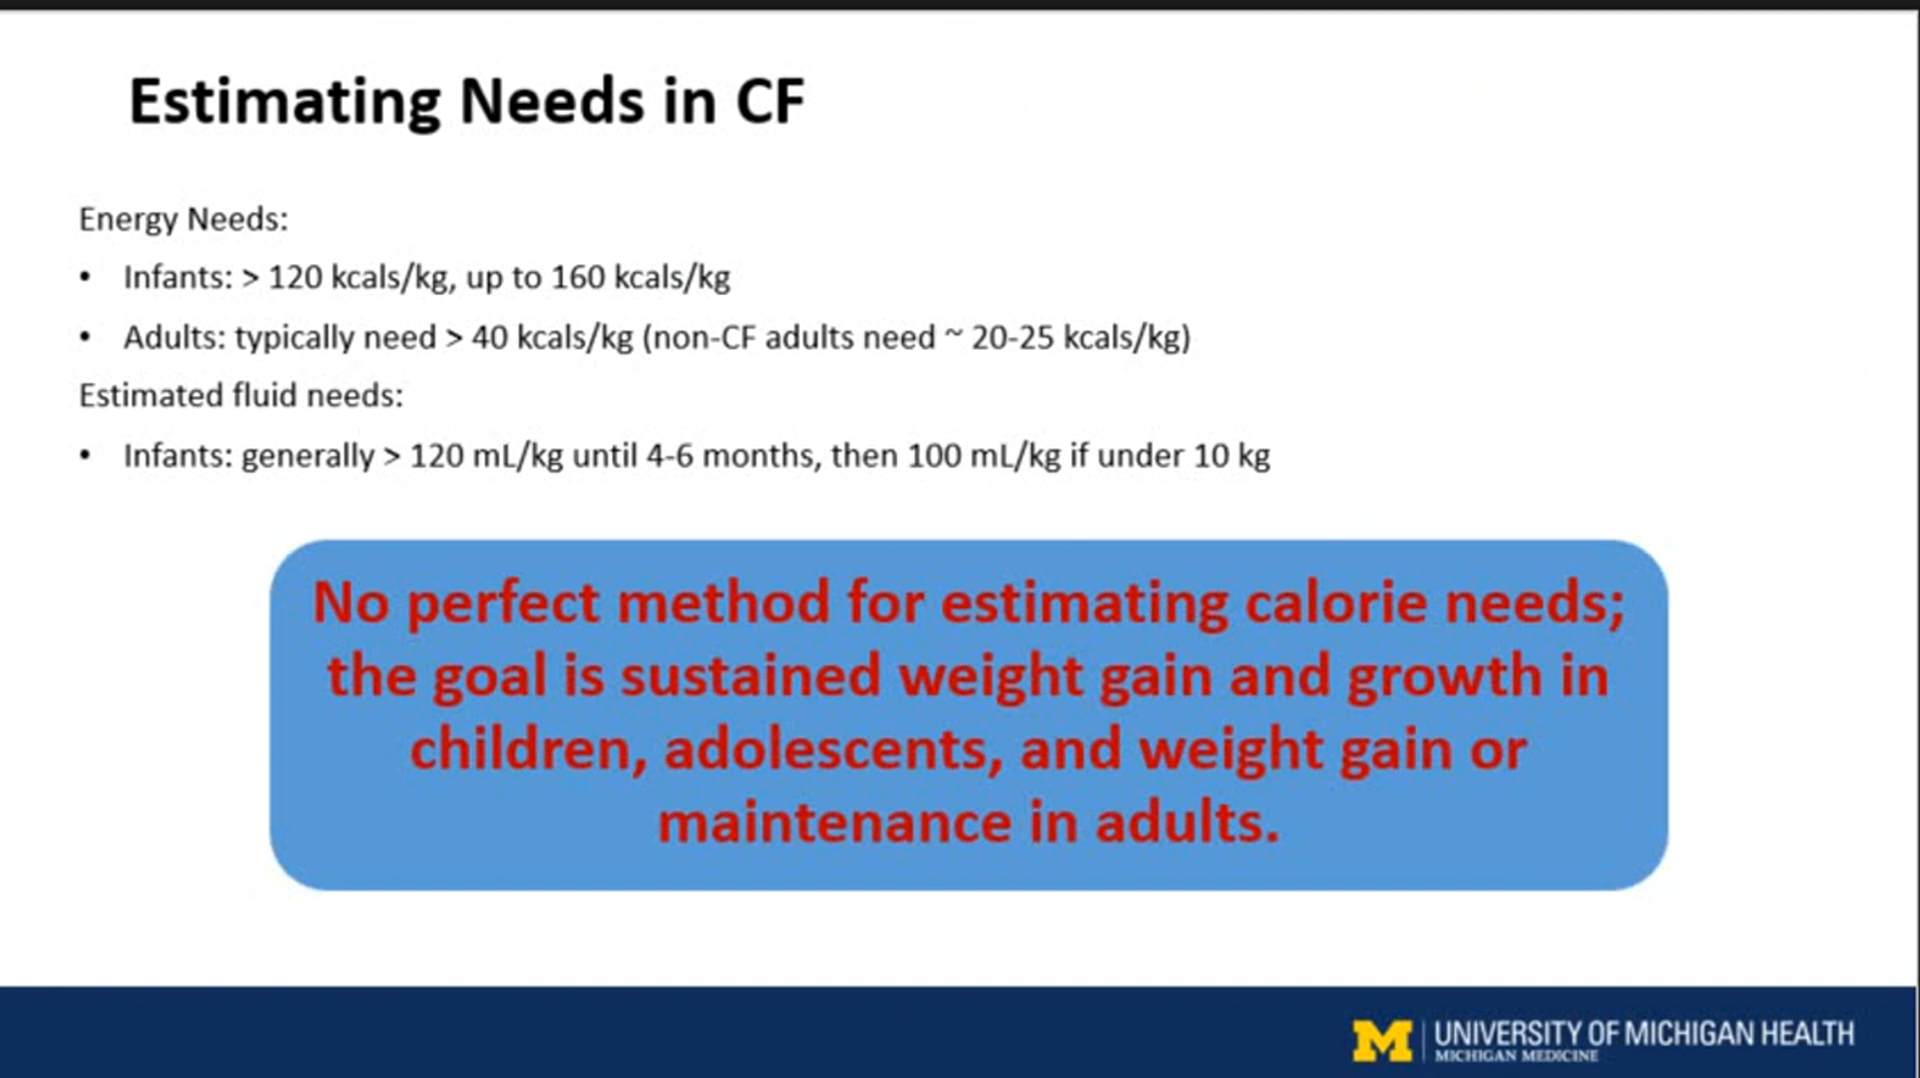 Estimating Needs in CF
Energy Needs:
• Infants: > 120 kcals/kg, up to 160 kcals/kg
• Adults: typically need > 40 kcals/kg (non-CF adults need ~ 20-25 kcals/kg)
Estimated fluid needs:
• Infants: generally > 120 mL/kg until 4-6 months, then 100 mL/kg if under 10 kg
No perfect method for estimating calorie needs;
the goal is sustained weight gain and growth in
children, adolescents, and weight gain or
maintenance in adults.
M UNIVERSITY OF MICHIGAN HEALTH
MICHIGAN MEDICINE